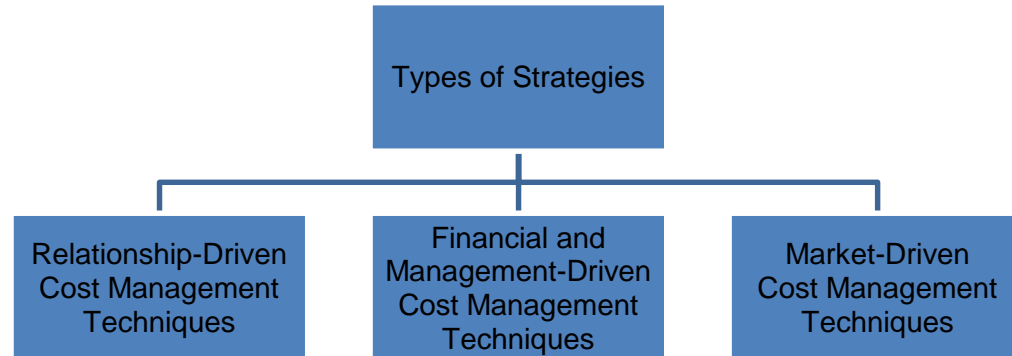 Types of Strategies
Relationship-Driven
Cost Management
Techniques
Financial and
Management-Driven
Cost Management
Techniques
Market-Driven
Cost Management
Techniques